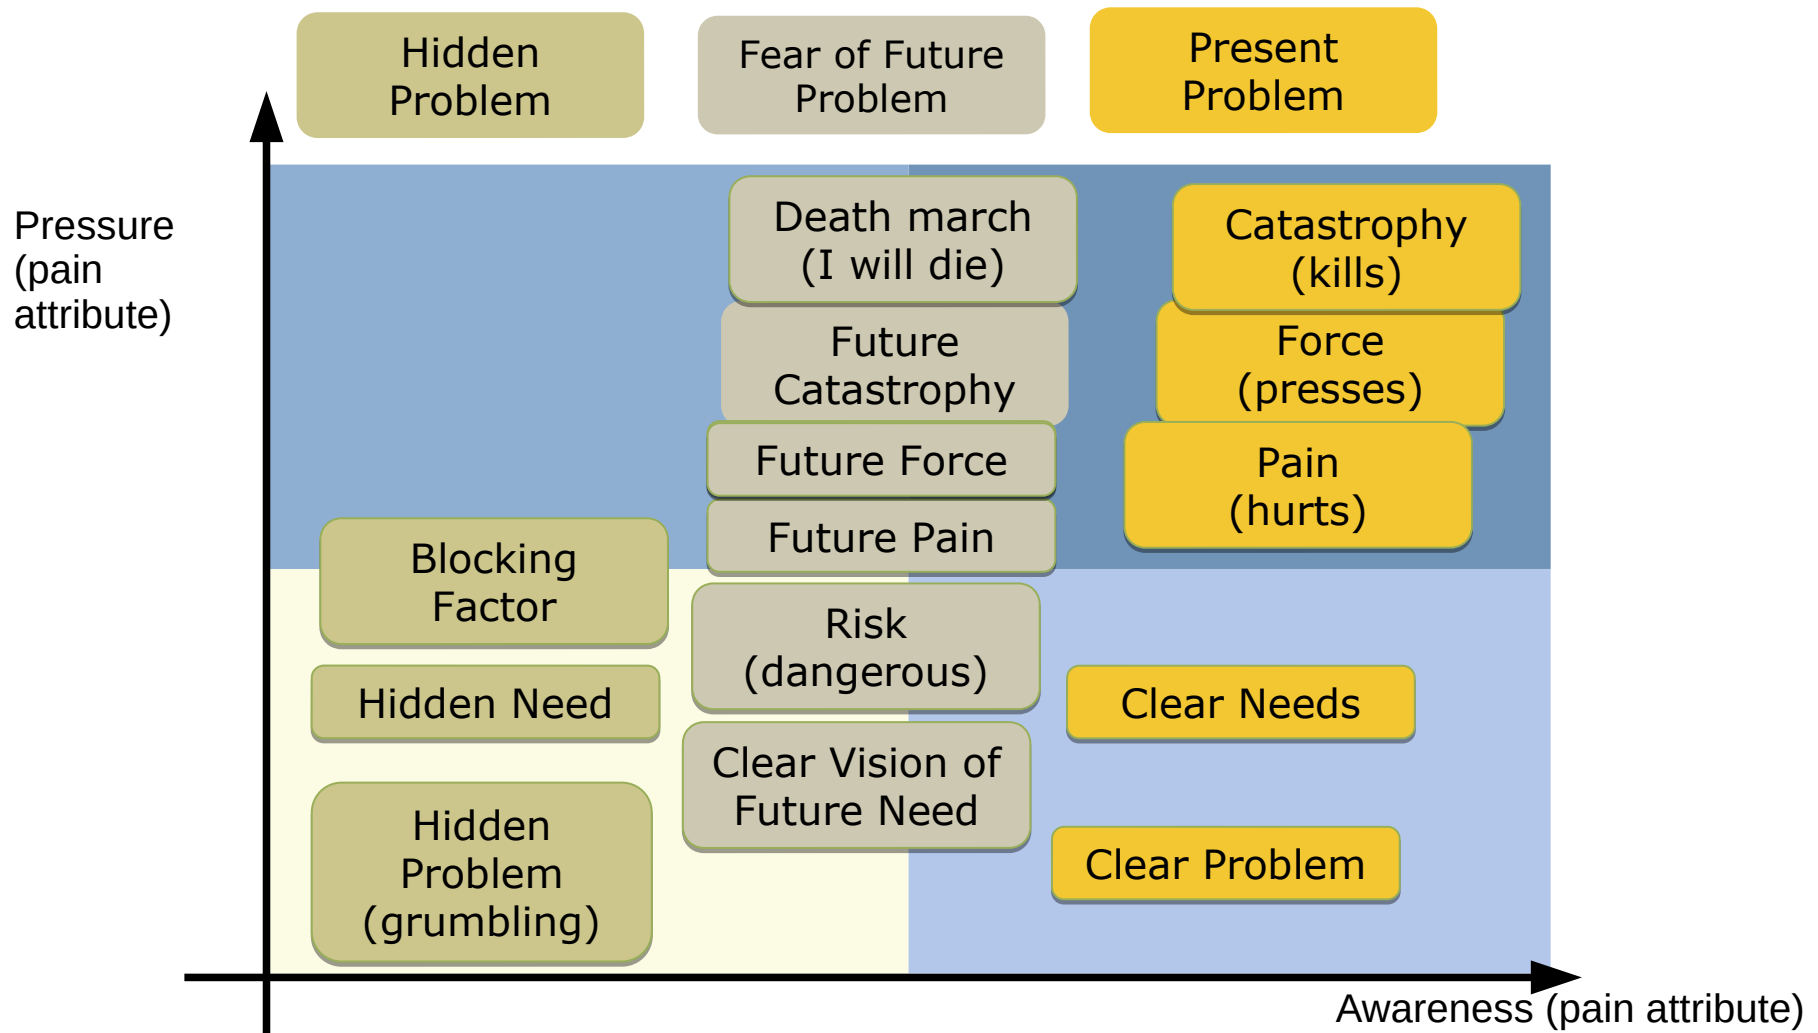 Hidden
Problem
Fear of Future
Problem
Present
Problem
Pressure
(pain
attribute)
Death march
(I will die)
Catastrophy
(kills)
Future
Catastrophy
Force
(presses)
Future Force
Pain
(hurts)
Future Pain
Blocking
Factor
Risk
(dangerous)
Hidden Need
Clear Needs
Clear Vision of
Future Need
Hidden
Problem
(grumbling)
Clear Problem
Awareness (pain attribute)